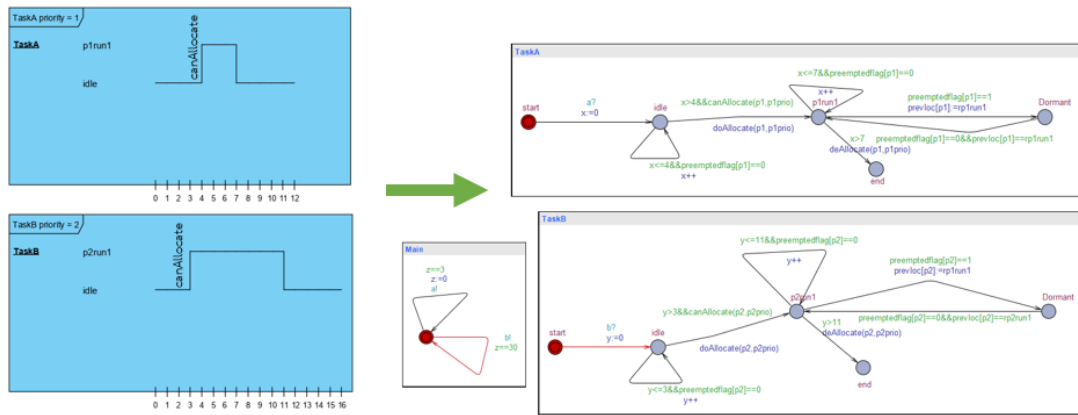 TaskA priority = 1
TaskA
p1run1
canAllocate
idle
0 1 2 3 4 5 6 7 8 9 10 11 12
TaskB priority = 2
TaskB
p2run1
canAllocate
idle
0 1 2 3 4 5 6 7 8 9 10 11 12 13 14 15 16
TaskA
x<=7&&preemptedflag[p1]==0
x++
start
a?
x:=0
idle
x>4&&canAllocate(p1,p1prio)
doAllocate(p1,p1prio)
x<=4&&preemptedflag[p1]==0
x++
p1run1
preemptedflag[p1]==1
prevloc[p1]:=rp1run1
Dormant
preemptedflag[p1]==0&&prevloc[p1]==rp1run1
x>7
deAllocate(p1,p1prio)
end
Main
z==3
z:=0
a!
b!
z==30
TaskB
y<=11&&preemptedflag[p2]==0
y++
start
b?
y:=0
idle
y>3&&canAllocate(p2,p2prio)
doAllocate(p2,p2prio)
y<=3&&preemptedflag[p2]==0
y++
p2run1
preemptedflag[p2]==1
prevloc[p2]:=rp1run1
Dormant
preemptedflag[p2]==0&&prevloc[p2]==rp2run1
y>11
deAllocate(p2,p2prio)
end